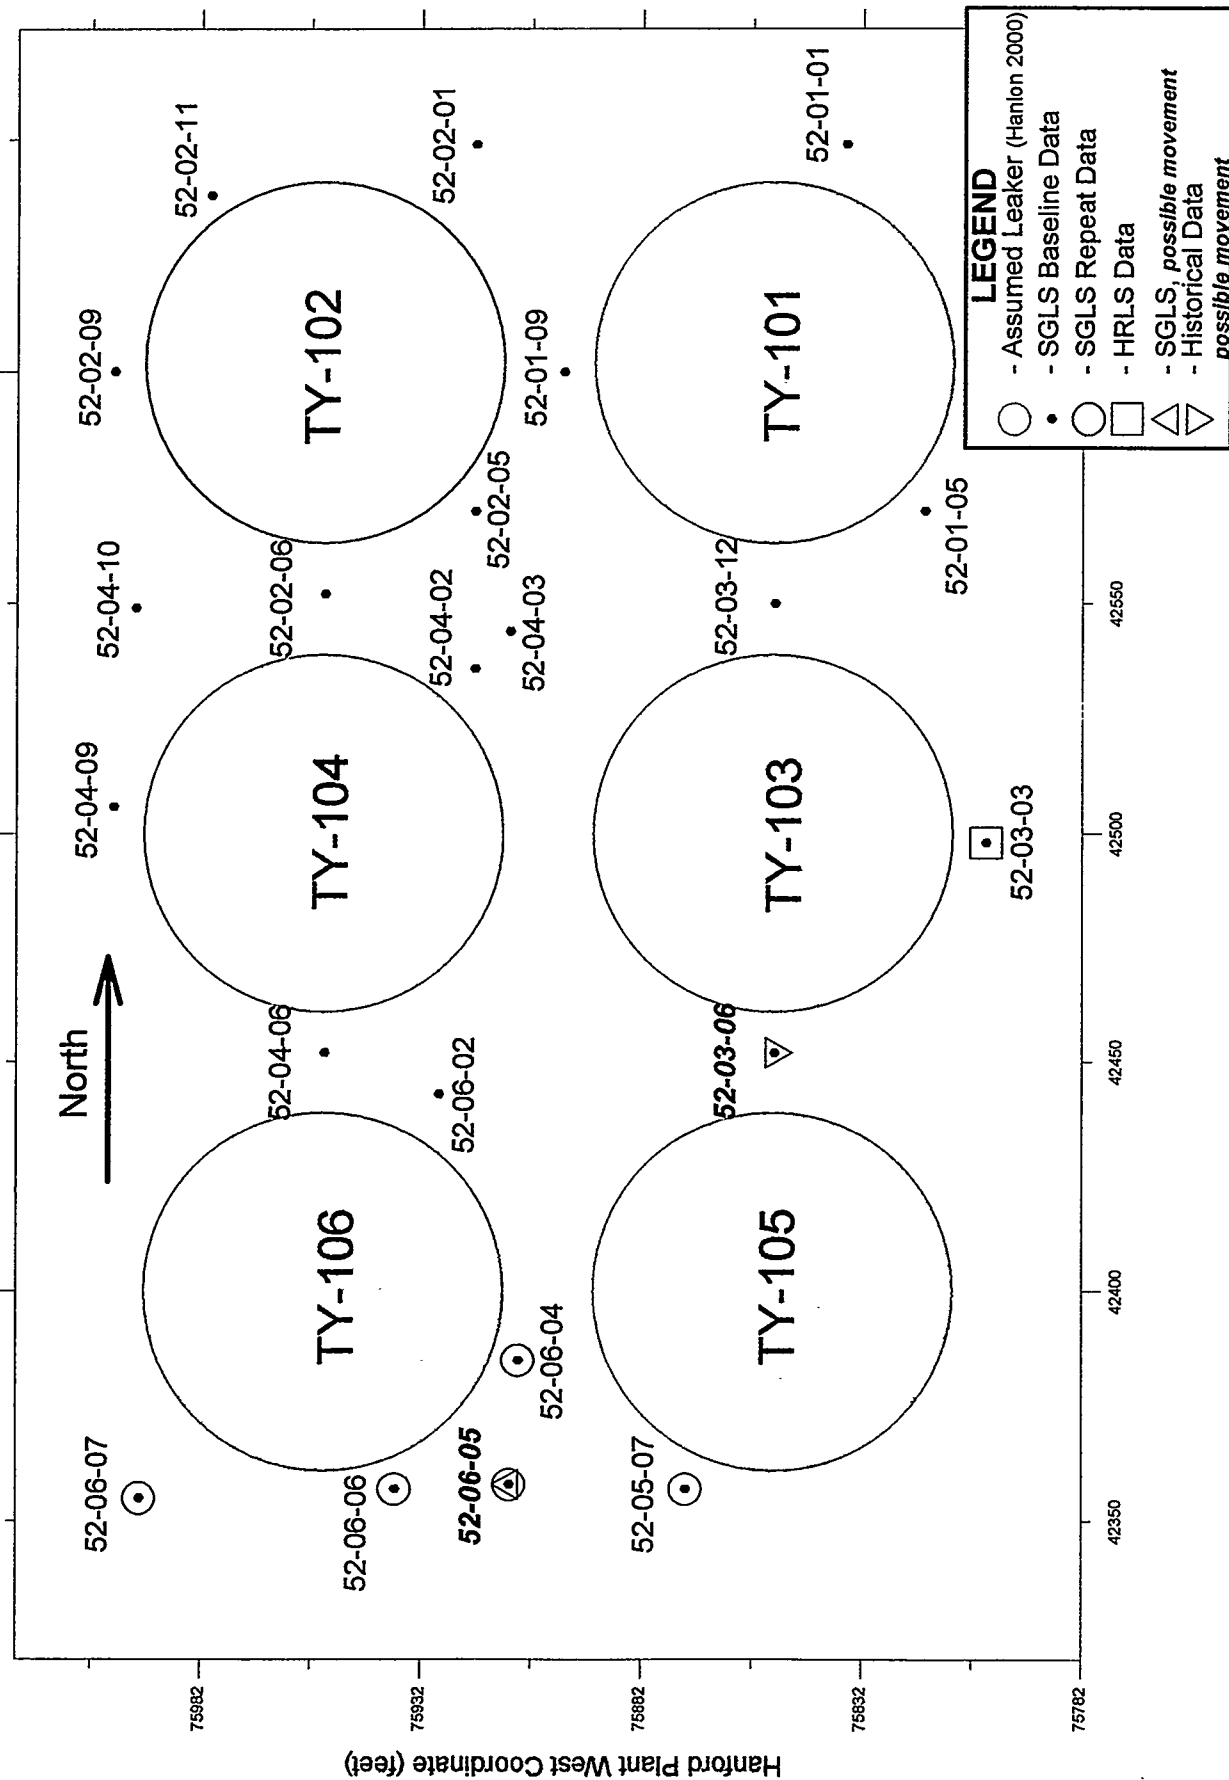 North
52-06-07
52-06-06
52-06-05
52-06-04
52-05-07
TY-106
TY-105
52-04-06
52-06-02
52-03-06
52-04-09
TY-104
TY-103
52-03-03
52-04-10
52-02-06
52-04-02
52-04-03
52-02-05
52-03-12
52-01-05
52-02-09
TY-102
52-01-09
TY-101
52-02-11
52-02-01
52-01-01
LEGEND
- Assumed Leaker (Hanlon 2000)
- SGLS Baseline Data
- SGLS Repeat Data
- HRLS Data
- SGLS, possible movement
- Historical Data
possible movement
Hanford Plant West Coordinate (feet)
75982
75932
75882
75832
75782
42350
42400
42450
42500
42550